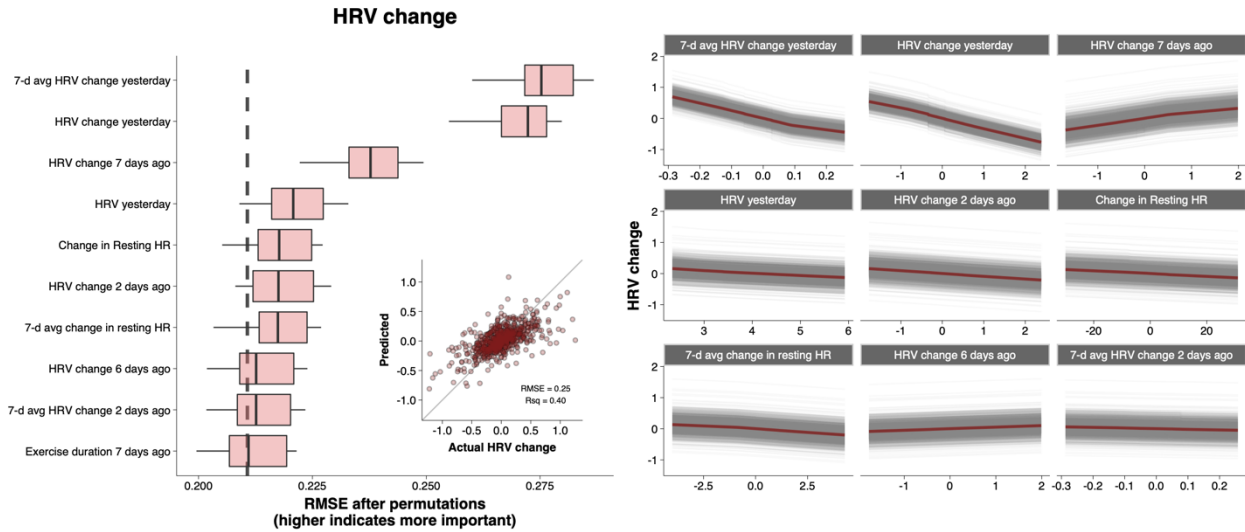 HRV change
7-d avg HRV change yesterday
HRV change yesterday
HRV change 7 days ago
HRV yesterday
Change in Resting HR
HRV change 2 days ago
7-d avg change in resting HR
HRV change 6 days ago
7-d avg HRV change 2 days ago
Exercise duration 7 days ago
0.200 0.225 0.250 0.275
RMSE after permutations
(higher indicates more important)
Predicted
1.0
0.5
0.0
-0.5
-1.0
RMSE = 0.25
Rsq = 0.40
-1.0 -0.5 0.0 0.5 1.0
Actual HRV change
HRV change
7-d avg HRV change yesterday HRV change yesterday HRV change 7 days ago
2
1
0
-1
-0.3 -0.2 -0.1 0.0 0.1 0.2 -1 0 1 2 -1 0 1 2
HRV yesterday HRV change 2 days ago Change in Resting HR
2
1
0
-1
3 4 5 6 -1 0 1 2 -20 0 20
7-d avg change in resting HR HRV change 6 days ago 7-d avg HRV change 2 days ago
2
1
0
-1
-2.5 0.0 2.5 -1 0 1 2 -0.3 -0.2 -0.1 0.0 0.1 0.2